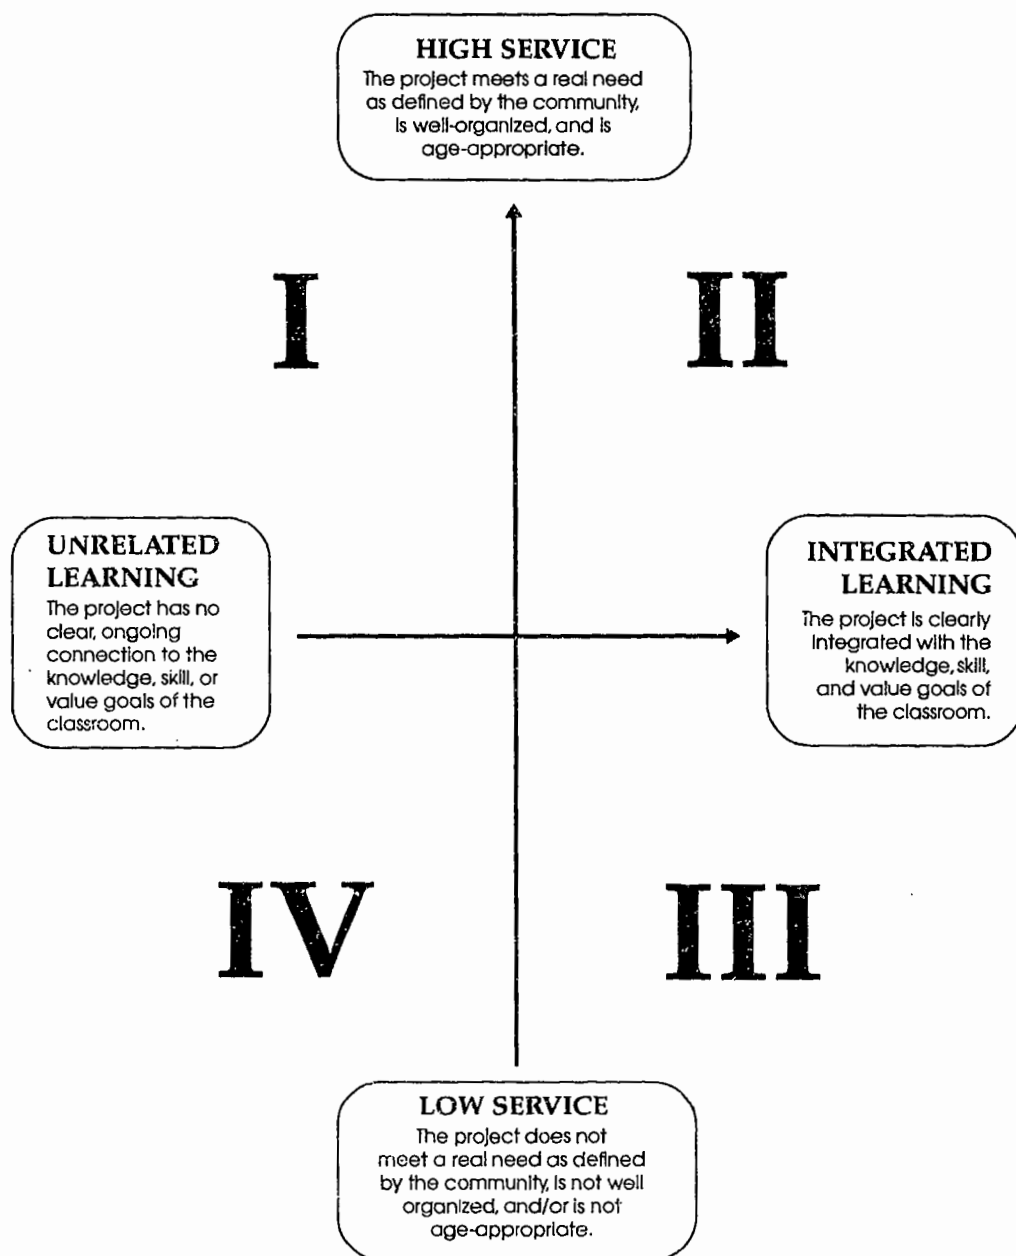 HIGH SERVICE
The project meets a real need
as defined by the community,
is well-organized, and is
age-appropriate.
I
II
UNRELATED
LEARNING
The project has no
clear, ongoing
connection to the
knowledge, skill, or
value goals of the
classroom.
INTEGRATED
LEARNING
The project is clearly
integrated with the
knowledge, skill,
and value goals of
the classroom.
IV
III
LOW SERVICE
The project does not
meet a real need as defined
by the community, is not well
organized, and/or is not
age-appropriate.